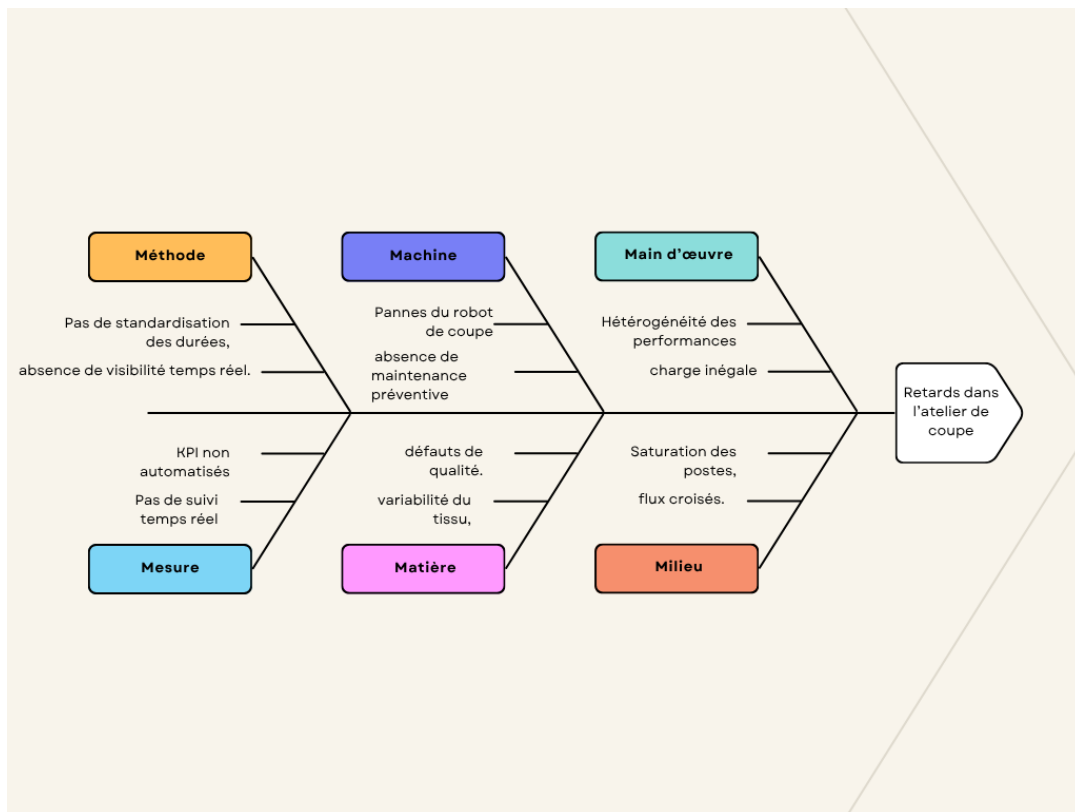 Méthode
Machine
Main d'œuvre
Pas de standardisation
des durées,
absence de visibilité temps réel.
Pannes du robot
de coupe
absence de
maintenance
préventive
Hétérogénéité des
performances
charge inégale
Retards dans
l'atelier de
coupe
KPI non
automatisés
Pas de suivi
temps réel
défauts de
qualité.
variabilité du
tissu,
Saturation des
postes,
flux croisés.
Mesure
Matière
Milieu